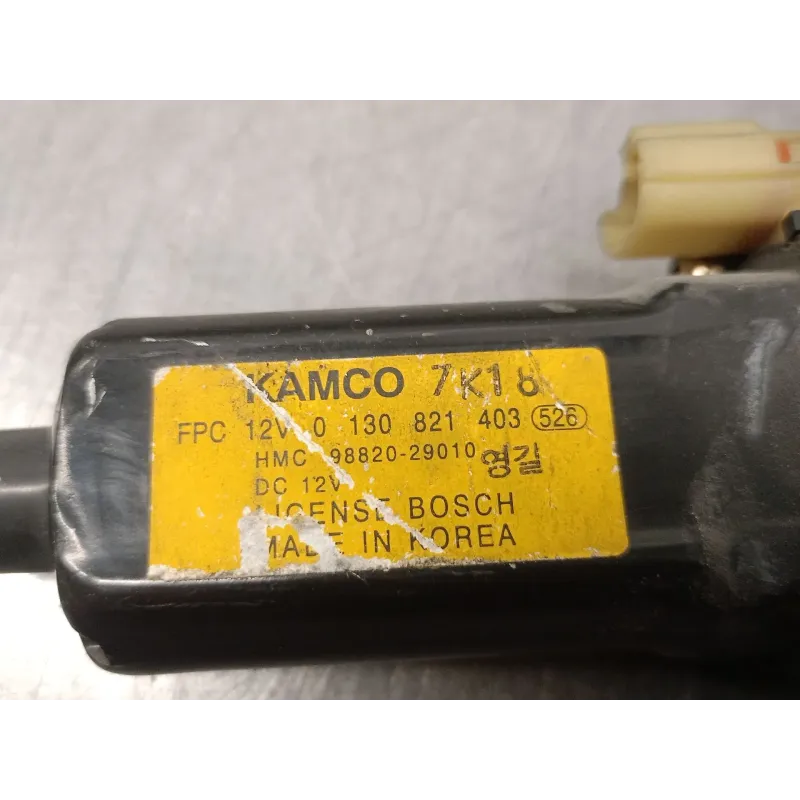 KAMCO 7K18
FPC 12V 0 130 821 403 526
HMC 98820-29010 영길
DC 12V
LICENSE BOSCH
MADE IN KOREA